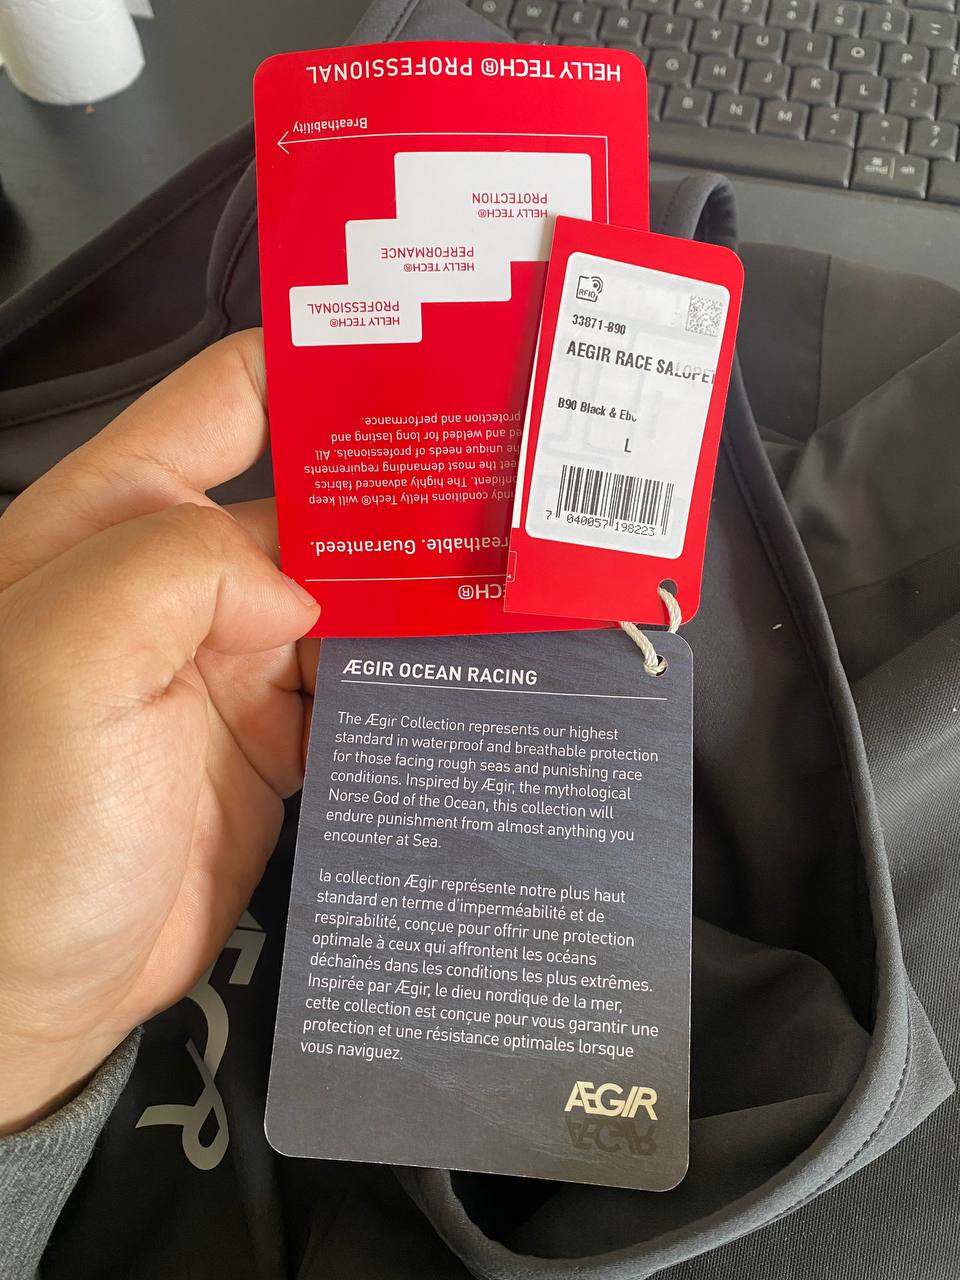 HELLY TECH® PROFESSIONAL
Breathability
HELLY TECH®
PROTECTION
HELLY TECH®
PERFORMANCE
HELLY TECH®
PROFESSIONAL
TECH®
Breathable. Guaranteed.
conditions Helly Tech® will keep
confident. The highly advanced fabrics
meet the most demanding requirements
unique needs of professionals. All
and welded for long lasting and
protection and performance.
RFID
33871-B90
AEGIR RACE SALOPET
B90 Black & Ebo
L
7 040057 198223
ÆGIR OCEAN RACING
The Ægir Collection represents our highest
standard in waterproof and breathable protection
for those facing rough seas and punishing race
conditions. Inspired by Ægir, the mythological
Norse God of the Ocean, this collection will
endure punishment from almost anything you
encounter at Sea.
la collection Ægir représente notre plus haut
standard en terme d'imperméabilité et de
respirabilité, conçue pour offrir une protection
optimale à ceux qui affrontent les océans
déchaînés dans les conditions les plus extrêmes.
Inspirée par Ægir, le dieu nordique de la mer,
cette collection est conçue pour vous garantir une
protection et une résistance optimales lorsque
vous naviguez.
ÆGIR